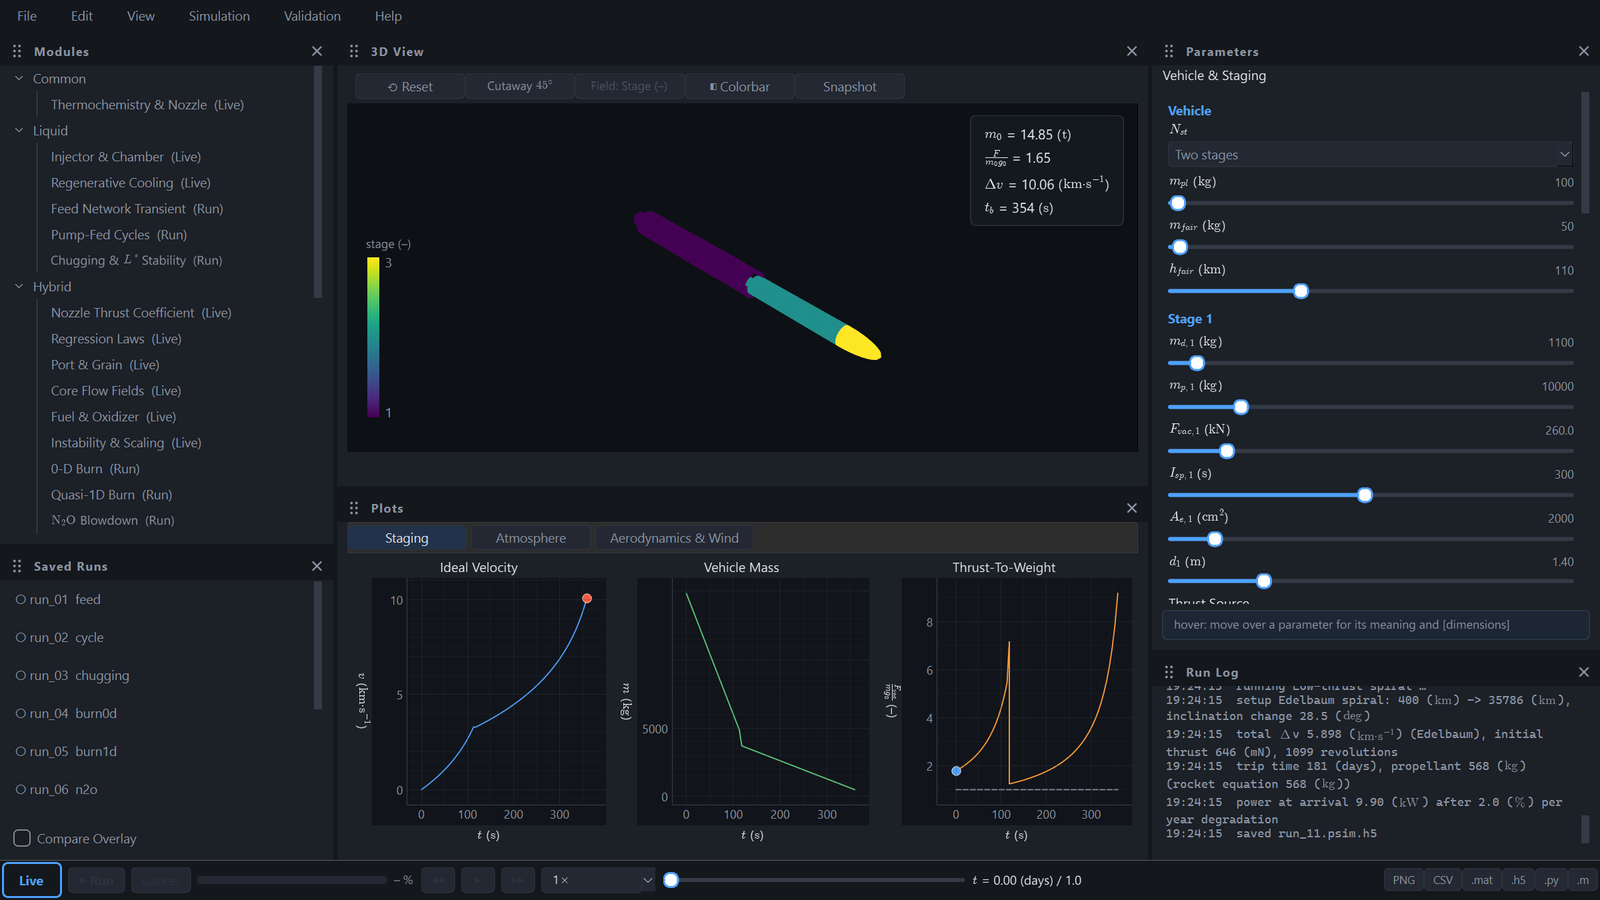 File Edit View Simulation Validation Help
Modules
Common
Thermochemistry & Nozzle (Live)
Liquid
Injector & Chamber (Live)
Regenerative Cooling (Live)
Feed Network Transient (Run)
Pump-Fed Cycles (Run)
Chugging & L* Stability (Run)
Hybrid
Nozzle Thrust Coefficient (Live)
Regression Laws (Live)
Port & Grain (Live)
Core Flow Fields (Live)
Fuel & Oxidizer (Live)
Instability & Scaling (Live)
0-D Burn (Run)
Quasi-1D Burn (Run)
N₂O Blowdown (Run)
Saved Runs
run_01 feed
run_02 cycle
run_03 chugging
run_04 burn0d
run_05 burn1d
run_06 n2o
Compare Overlay
3D View
Reset Cutaway 45° Field: Stage (–) Colorbar Snapshot
m₀ = 14.85 (t)
F/m₀g₀ = 1.65
Δv = 10.06 (km·s⁻¹)
t_b = 354 (s)
stage (–)
3
1
Plots
Staging Atmosphere Aerodynamics & Wind
Ideal Velocity
10
5
0
v (km·s⁻¹)
0 100 200 300
t (s)
Vehicle Mass
5000
0
m (kg)
0 100 200 300
t (s)
Thrust-To-Weight
8
6
4
2
(–)
0 100 200 300
t (s)
Parameters
Vehicle & Staging
Vehicle
N_st
Two stages
m_pl (kg) 100
m_fair (kg) 50
h_fair (km) 110
Stage 1
m_d,1 (kg) 1100
m_p,1 (kg) 10000
F_vac,1 (kN) 260.0
I_sp,1 (s) 300
A_e,1 (cm²) 2000
d₁ (m) 1.40
Thrust Source
hover: move over a parameter for its meaning and [dimensions]
Run Log
19:24:15 running Low-thrust spiral …
19:24:15 setup Edelbaum spiral: 400 (km) -> 35786 (km),
inclination change 28.5 (deg)
19:24:15 total Δv 5.898 (km·s⁻¹) (Edelbaum), initial
thrust 646 (mN), 1099 revolutions
19:24:15 trip time 181 (days), propellant 568 (kg)
(rocket equation 568 (kg))
19:24:15 power at arrival 9.90 (kW) after 2.0 (%) per
year degradation
19:24:15 saved run_11.psim.h5
Live Run Cancel – % 1× t = 0.00 (days) / 1.0 PNG CSV .mat .h5 .py .m